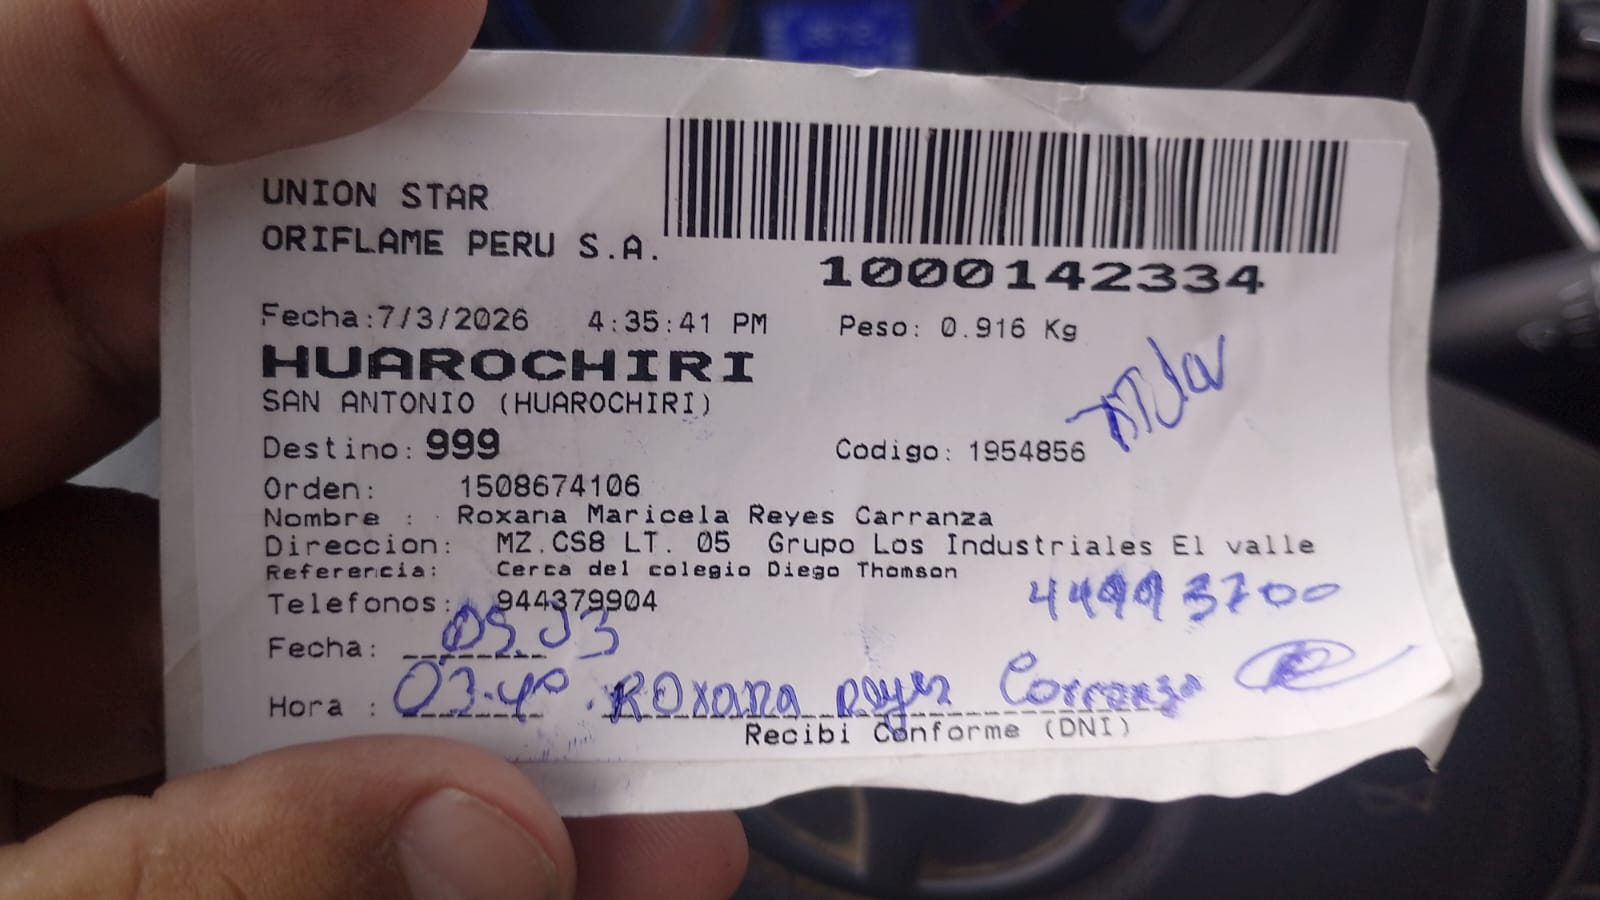 UNION STAR
ORIFLAME PERU S.A.
1000142334
Fecha:7/3/2026 4:35:41 PM Peso: 0.916 Kg
HUAROCHIRI
SAN ANTONIO (HUAROCHIRI)
Destino: 999 Codigo: 1954856
Orden: 1508674106
Nombre : Roxana Maricela Reyes Carranza
Direccion: MZ.CS8 LT. 05 Grupo Los Industriales El valle
Referencia: Cerca del colegio Diego Thomson
Telefonos: 944379904
Fecha:
Hora : 03:40 Roxana Reyes Carranza
Recibi Conforme (DNI)